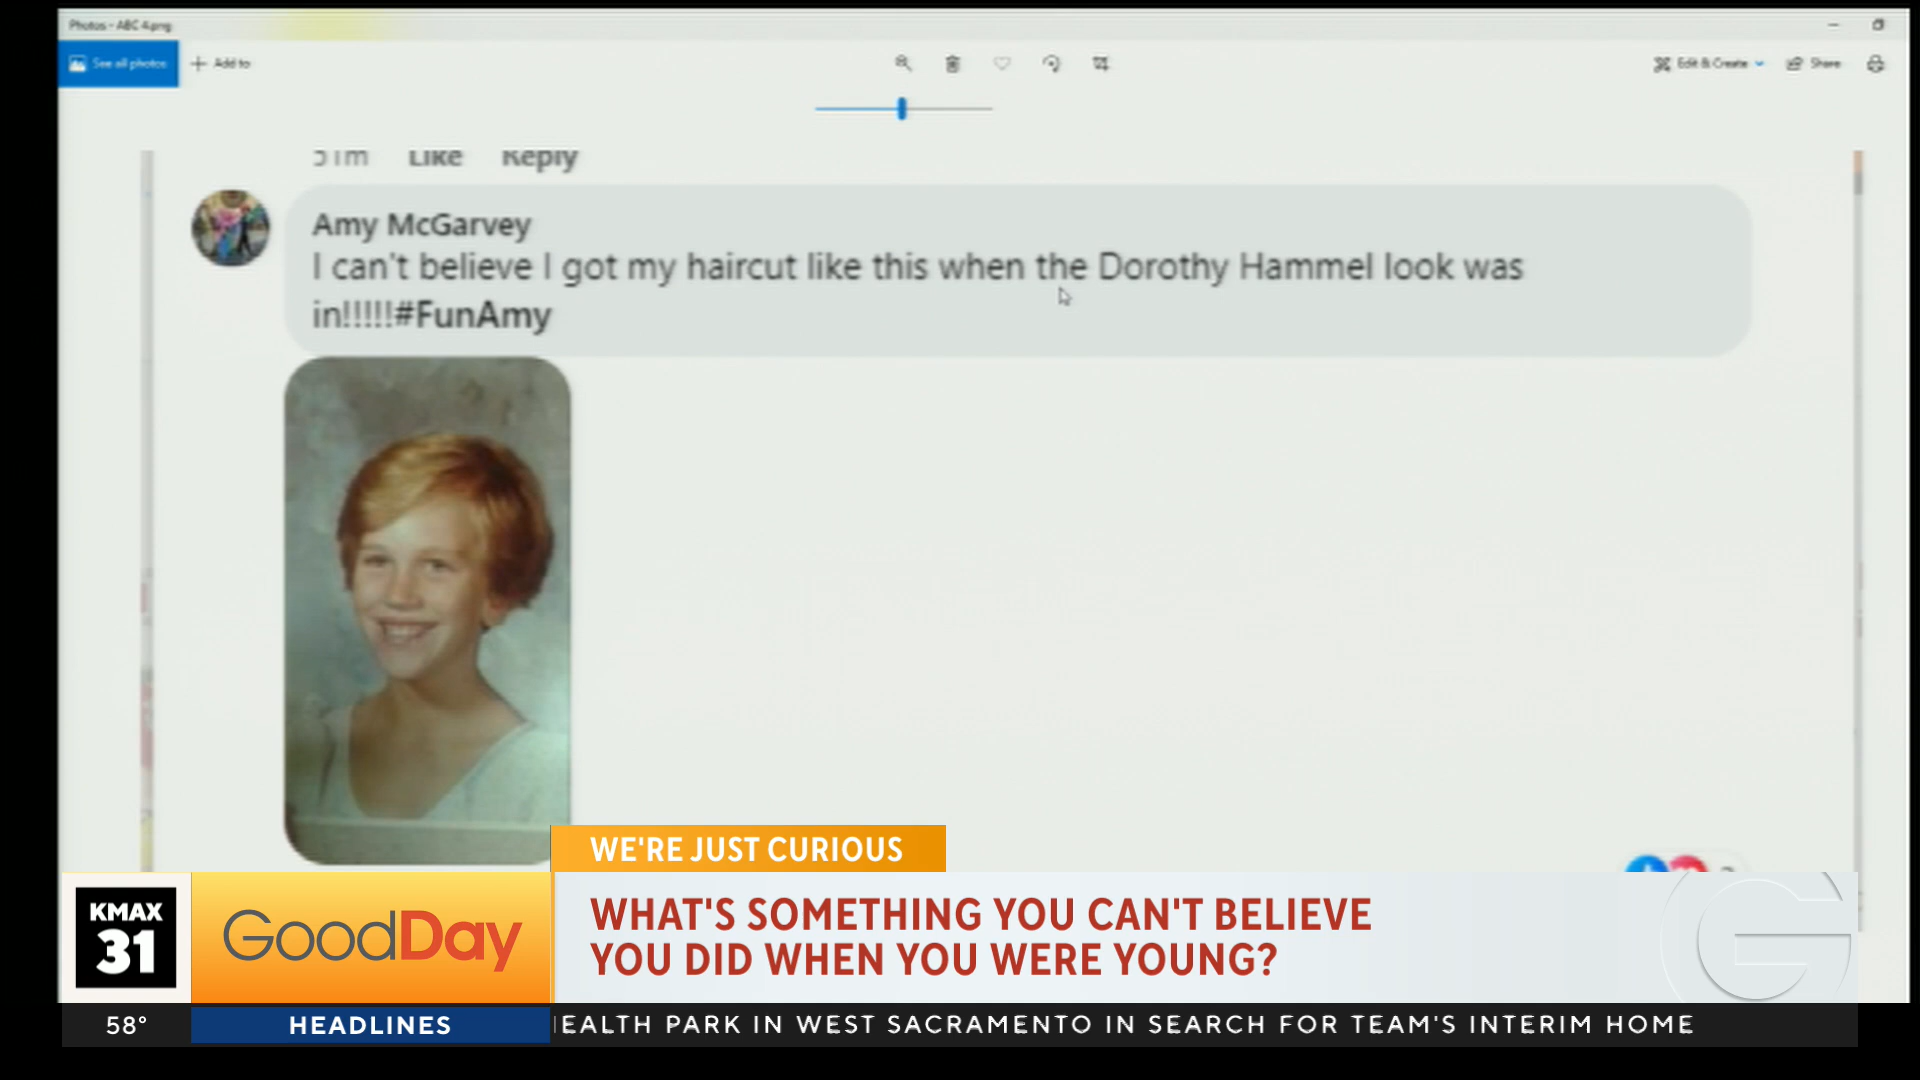 Photos - ABC 4.png
See all photos
Add to
Edit & Create
Share
51m Like Reply
Amy McGarvey
I can't believe I got my haircut like this when the Dorothy Hammel look was
in!!!!!#FunAmy
WE'RE JUST CURIOUS
KMAX
31
GoodDay
WHAT'S SOMETHING YOU CAN'T BELIEVE
YOU DID WHEN YOU WERE YOUNG?
58°
HEADLINES
EALTH PARK IN WEST SACRAMENTO IN SEARCH FOR TEAM'S INTERIM HOME